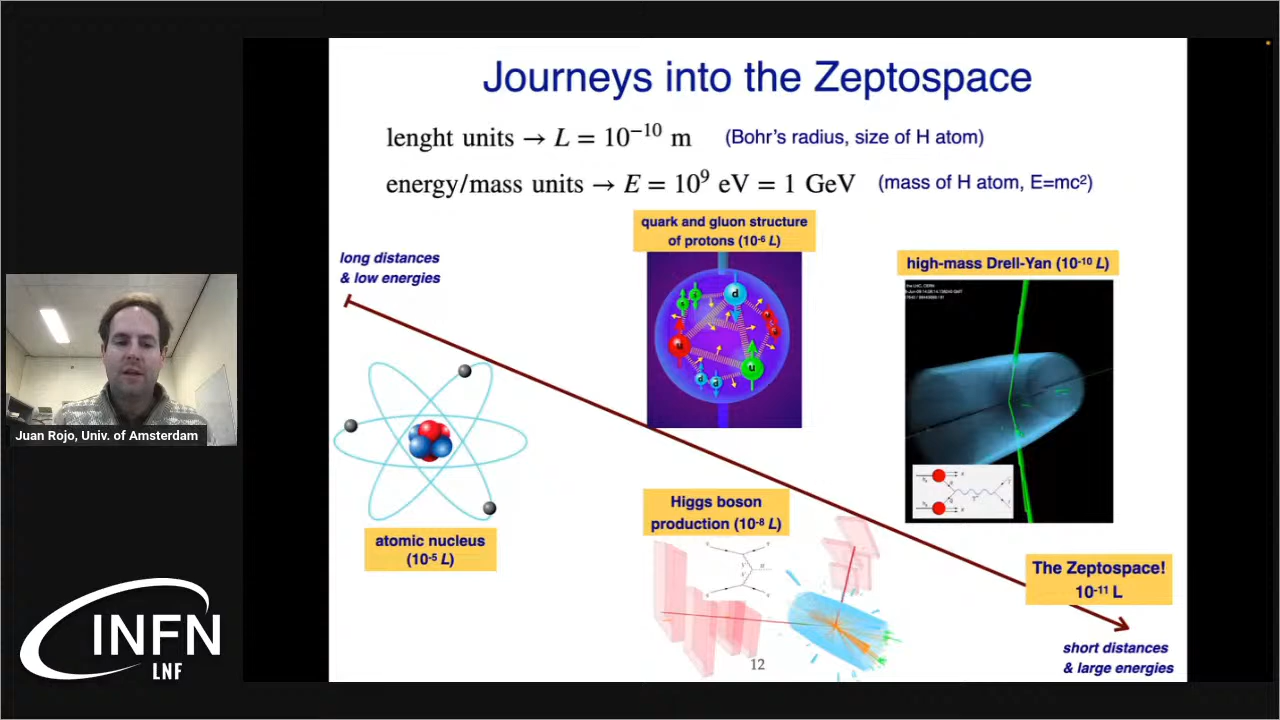 Journeys into the Zeptospace
lenght units → L = 10⁻¹⁰ m (Bohr's radius, size of H atom)
energy/mass units → E = 10⁹ eV = 1 GeV (mass of H atom, E=mc²)
long distances
& low energies
quark and gluon structure
of protons (10⁻⁶ L)
d
u
u
high-mass Drell-Yan (10⁻¹⁰ L)
atomic nucleus
(10⁻⁵ L)
Higgs boson
production (10⁻⁸ L)
The Zeptospace!
10⁻¹¹ L
short distances
& large energies
12
Juan Rojo, Univ. of Amsterdam
INFN
LNF